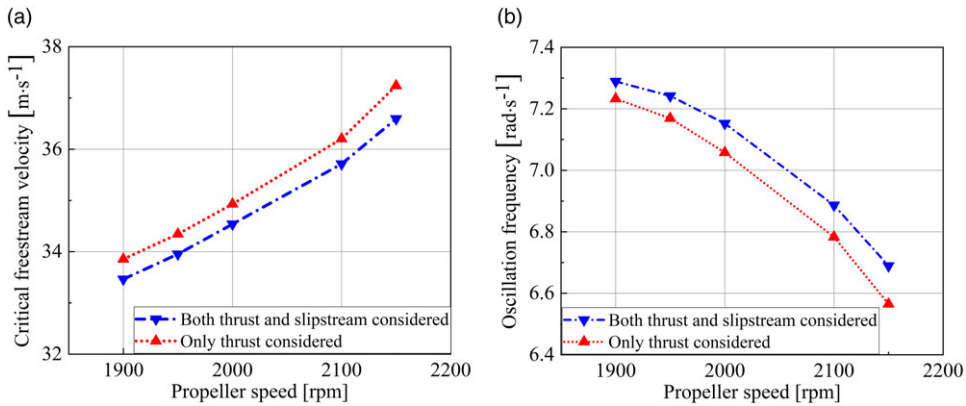 (a)
38
36
34
32
Critical freestream velocity [m·s⁻¹]
Both thrust and slipstream considered
Only thrust considered
1900
2000
2100
2200
Propeller speed [rpm]
(b)
7.4
7.2
7.0
6.8
6.6
6.4
Oscillation frequency [rad·s⁻¹]
Both thrust and slipstream considered
Only thrust considered
1900
2000
2100
2200
Propeller speed [rpm]